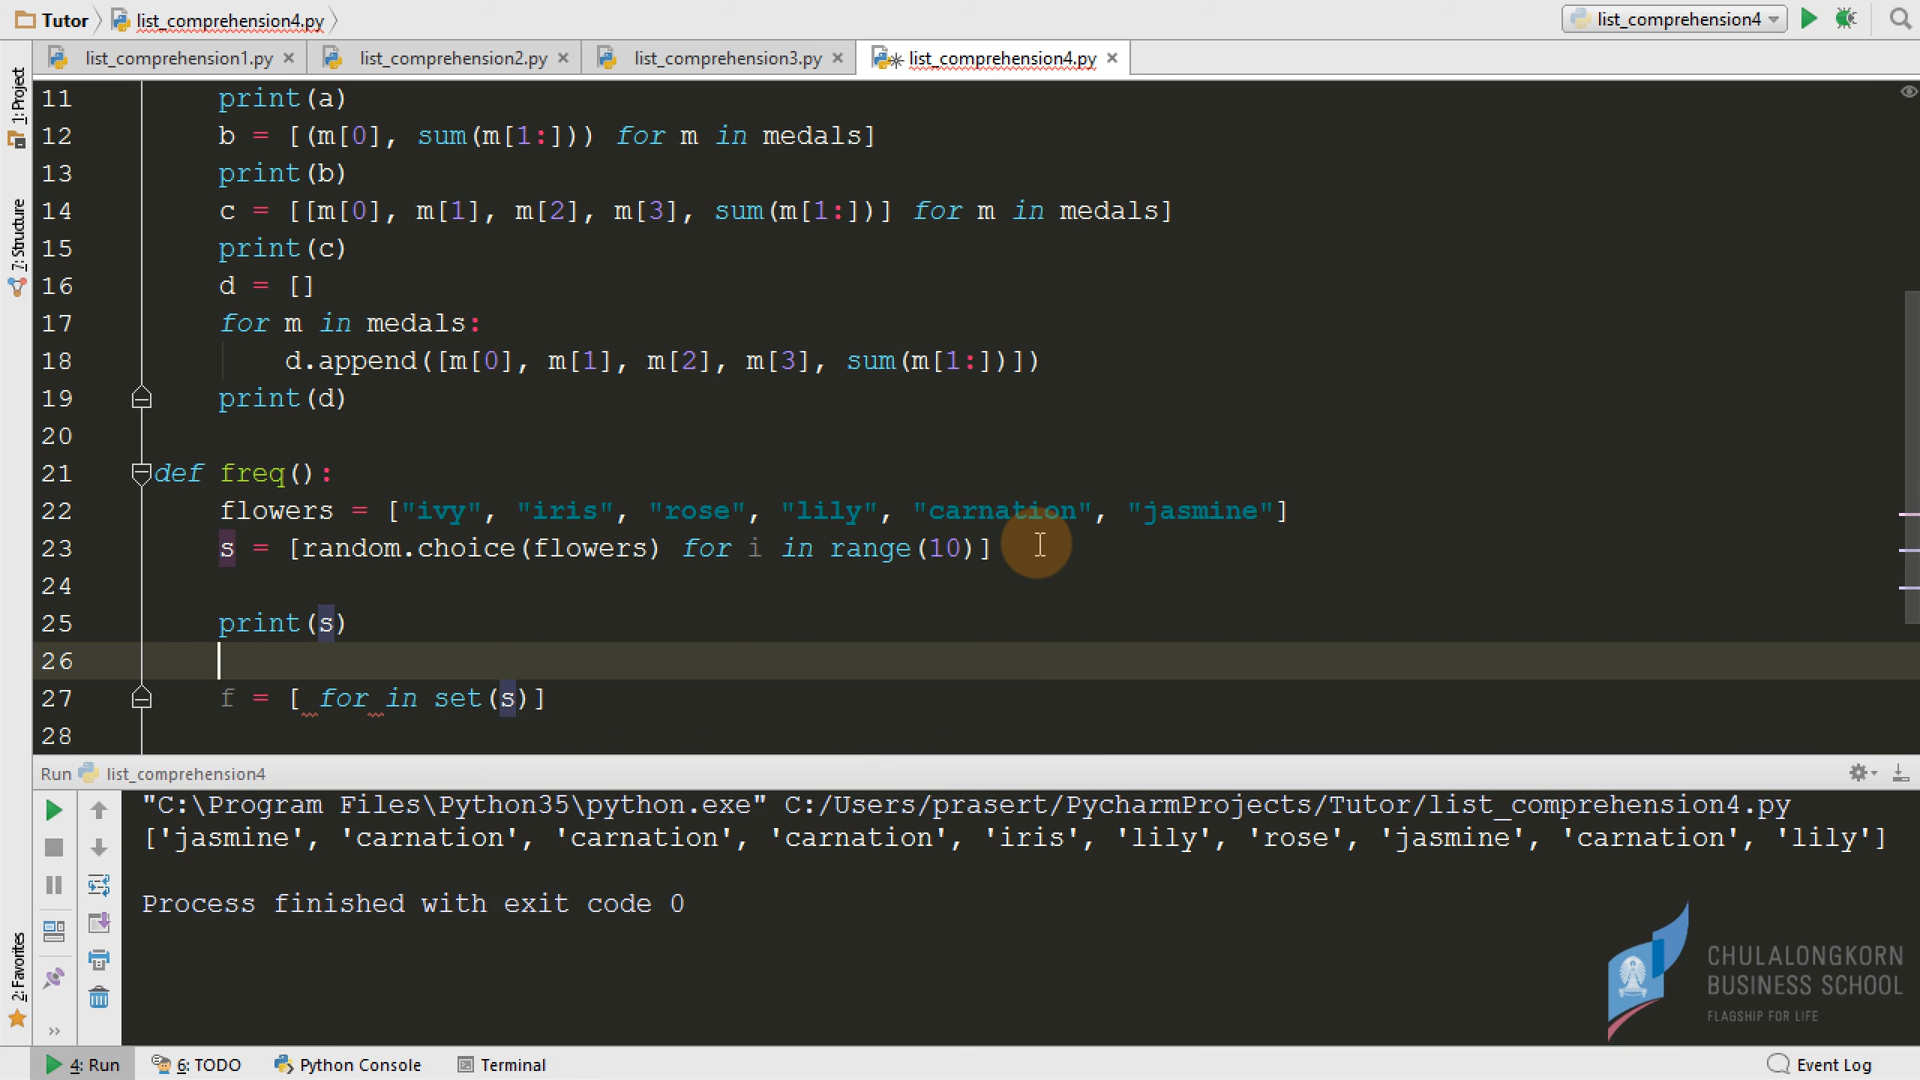 Tutor list_comprehension4.py list_comprehension4
list_comprehension1.py list_comprehension2.py list_comprehension3.py list_comprehension4.py
1: Project
7: Structure
2: Favorites
11 print(a)
12 b = [(m[0], sum(m[1:])) for m in medals]
13 print(b)
14 c = [[m[0], m[1], m[2], m[3], sum(m[1:])] for m in medals]
15 print(c)
16 d = []
17 for m in medals:
18 d.append([m[0], m[1], m[2], m[3], sum(m[1:])])
19 print(d)
20
21 def freq():
22 flowers = ["ivy", "iris", "rose", "lily", "carnation", "jasmine"]
23 s = [random.choice(flowers) for i in range(10)]
24
25 print(s)
26
27 f = [ for in set(s)]
28
Run list_comprehension4
"C:\Program Files\Python35\python.exe" C:/Users/prasert/PycharmProjects/Tutor/list_comprehension4.py
['jasmine', 'carnation', 'carnation', 'carnation', 'iris', 'lily', 'rose', 'jasmine', 'carnation', 'lily']
Process finished with exit code 0
CHULALONGKORN
BUSINESS SCHOOL
FLAGSHIP FOR LIFE
4: Run 6: TODO Python Console Terminal Event Log